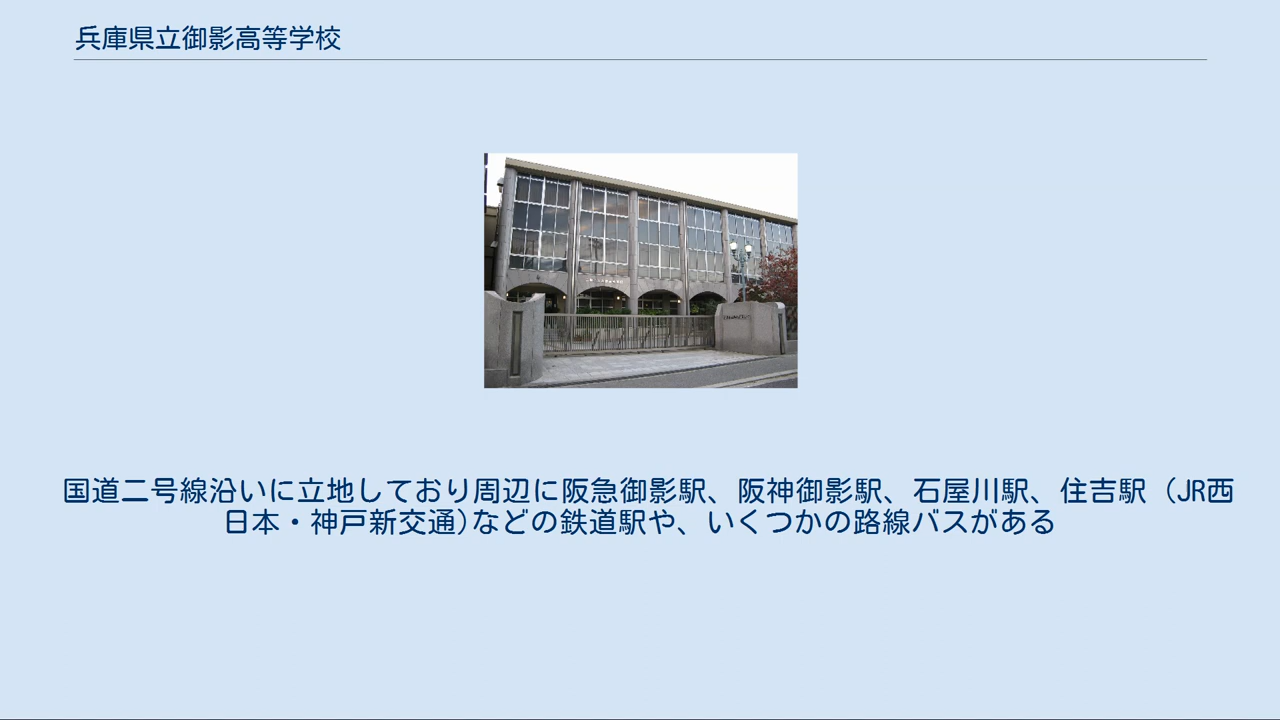 兵庫県立御影高等学校
国道二号線沿いに立地しており周辺に阪急御影駅、阪神御影駅、石屋川駅、住吉駅（JR西
日本・神戸新交通)などの鉄道駅や、いくつかの路線バスがある